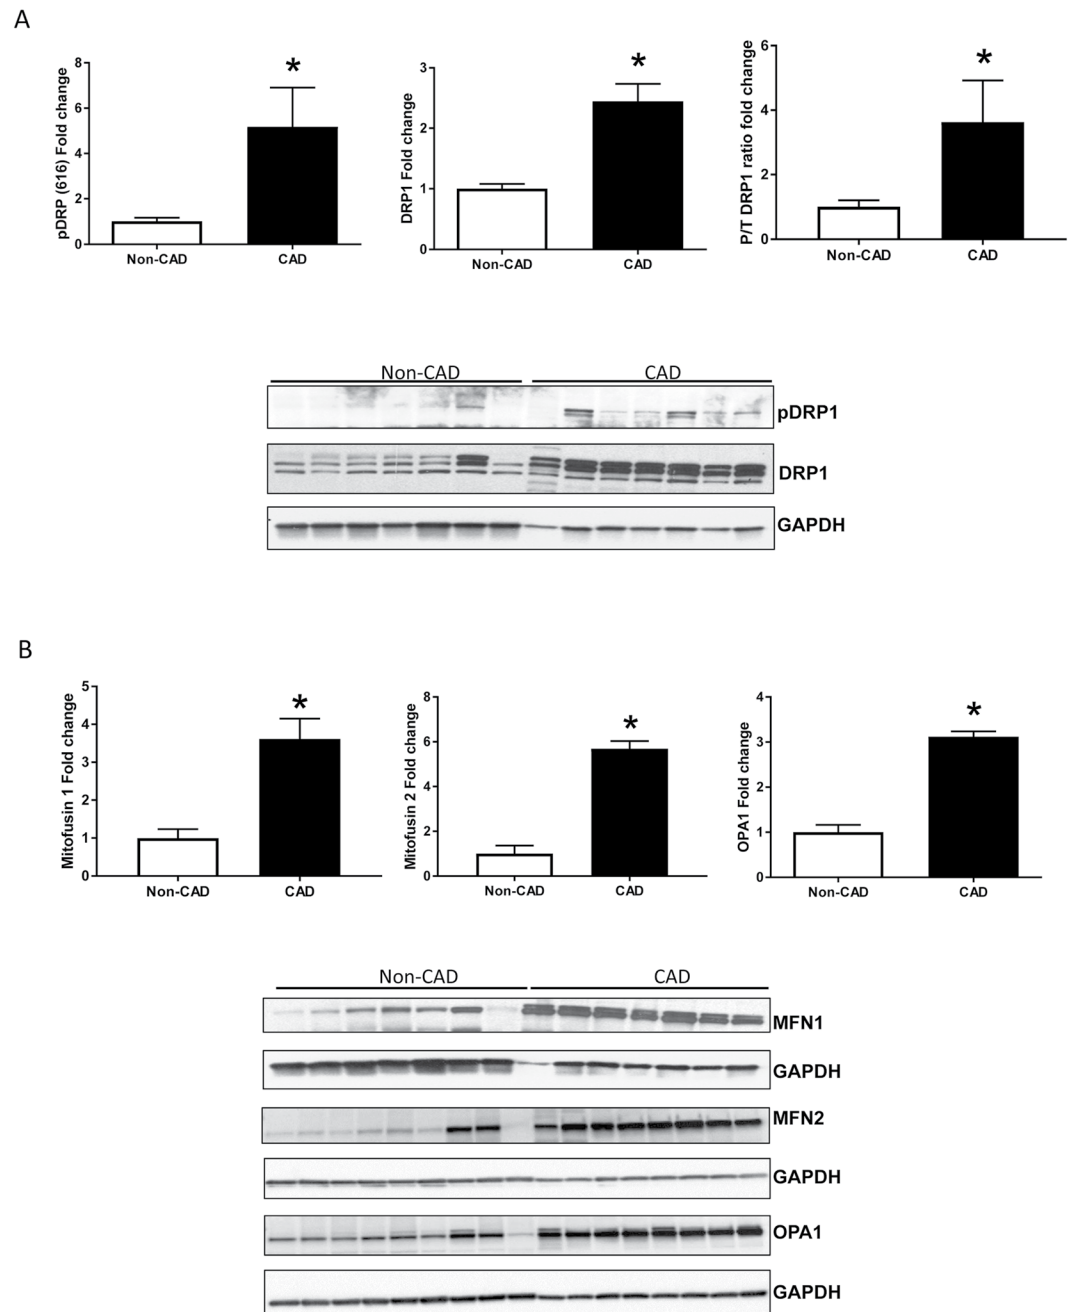 A
pDRP (616) Fold change
8
6
4
2
0
*
Non-CAD
CAD
DRP1 Fold change
3
2
1
0
*
Non-CAD
CAD
P/T DRP1 ratio fold change
6
4
2
0
*
Non-CAD
CAD
Non-CAD
CAD
pDRP1
DRP1
GAPDH
B
Mitofusin 1 Fold change
5
4
3
2
1
0
*
Non-CAD
CAD
Mitofusin 2 Fold change
8
6
4
2
0
*
Non-CAD
CAD
OPA1 Fold change
4
3
2
1
0
*
Non-CAD
CAD
Non-CAD
CAD
MFN1
GAPDH
MFN2
GAPDH
OPA1
GAPDH